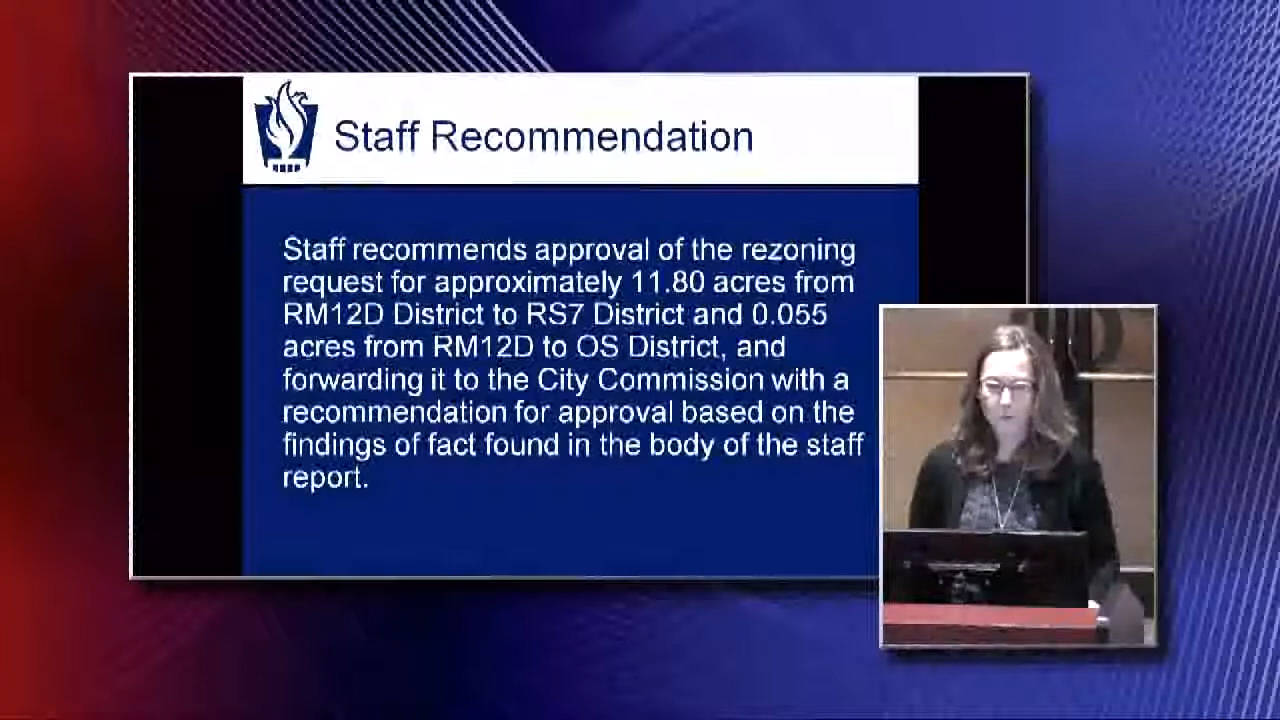 Staff Recommendation
Staff recommends approval of the rezoning
request for approximately 11.80 acres from
RM12D District to RS7 District and 0.055
acres from RM12D to OS District, and
forwarding it to the City Commission with a
recommendation for approval based on the
findings of fact found in the body of the staff
report.